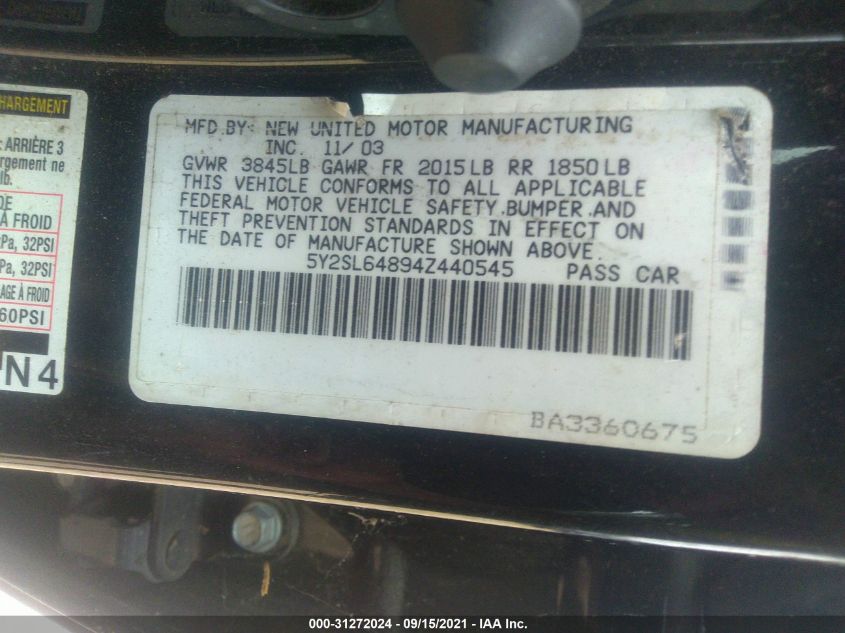 HARGEMENT
ARRIÈRE 3
rgement ne
lb.
DE
À FROID
Pa, 32PSI
Pa, 32PSI
AGE À FROID
60PSI
N4
MFD.BY: NEW UNITED MOTOR MANUFACTURING
INC. 11/ 03
GVWR 3845LB GAWR FR 2015LB RR 1850LB
THIS VEHICLE CONFORMS TO ALL APPLICABLE
FEDERAL MOTOR VEHICLE SAFETY,BUMPER,AND
THEFT PREVENTION STANDARDS IN EFFECT ON
THE DATE OF MANUFACTURE SHOWN ABOVE.
5Y2SL64894Z440545 PASS CAR
BA3360675
000-31272024 - 09/15/2021 - IAA Inc.